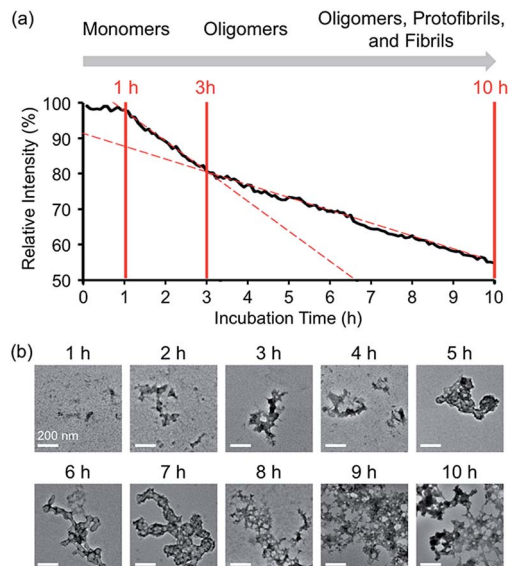 (a)
Monomers Oligomers Oligomers, Protofibrils,
and Fibrils
1 h 3h 10 h
100
90
80
70
60
50
Relative Intensity (%)
0 1 2 3 4 5 6 7 8 9 10
Incubation Time (h)
(b)
1 h 2 h 3 h 4 h 5 h
200 nm
6 h 7 h 8 h 9 h 10 h